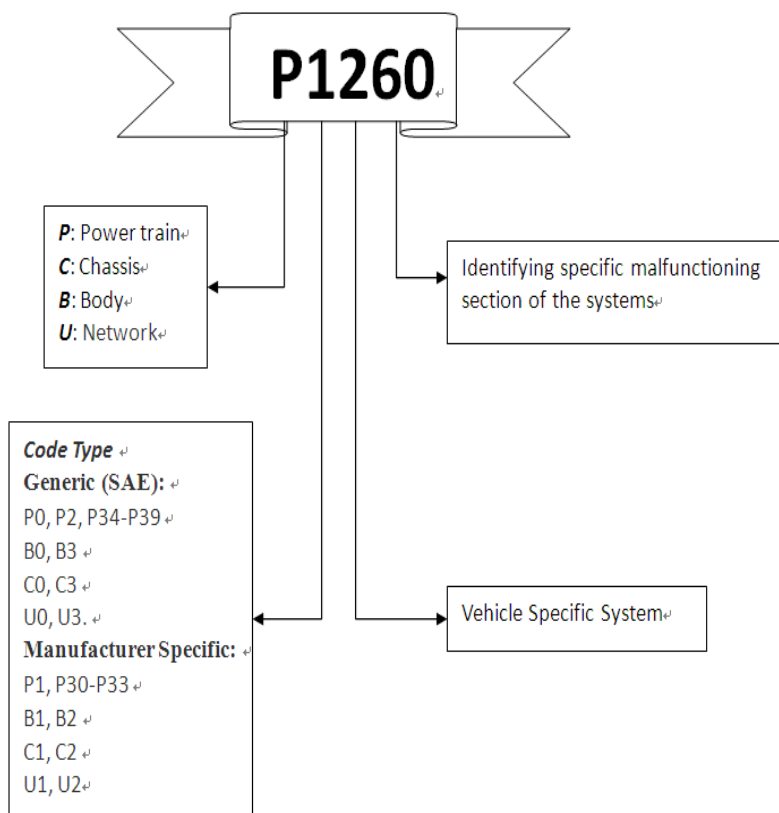 P1260
P: Power train
C: Chassis
B: Body
U: Network
Identifying specific malfunctioning
section of the systems
Code Type
Generic (SAE):
P0, P2, P34-P39
B0, B3
C0, C3
U0, U3.
Manufacturer Specific:
P1, P30-P33
B1, B2
C1, C2
U1, U2
Vehicle Specific System